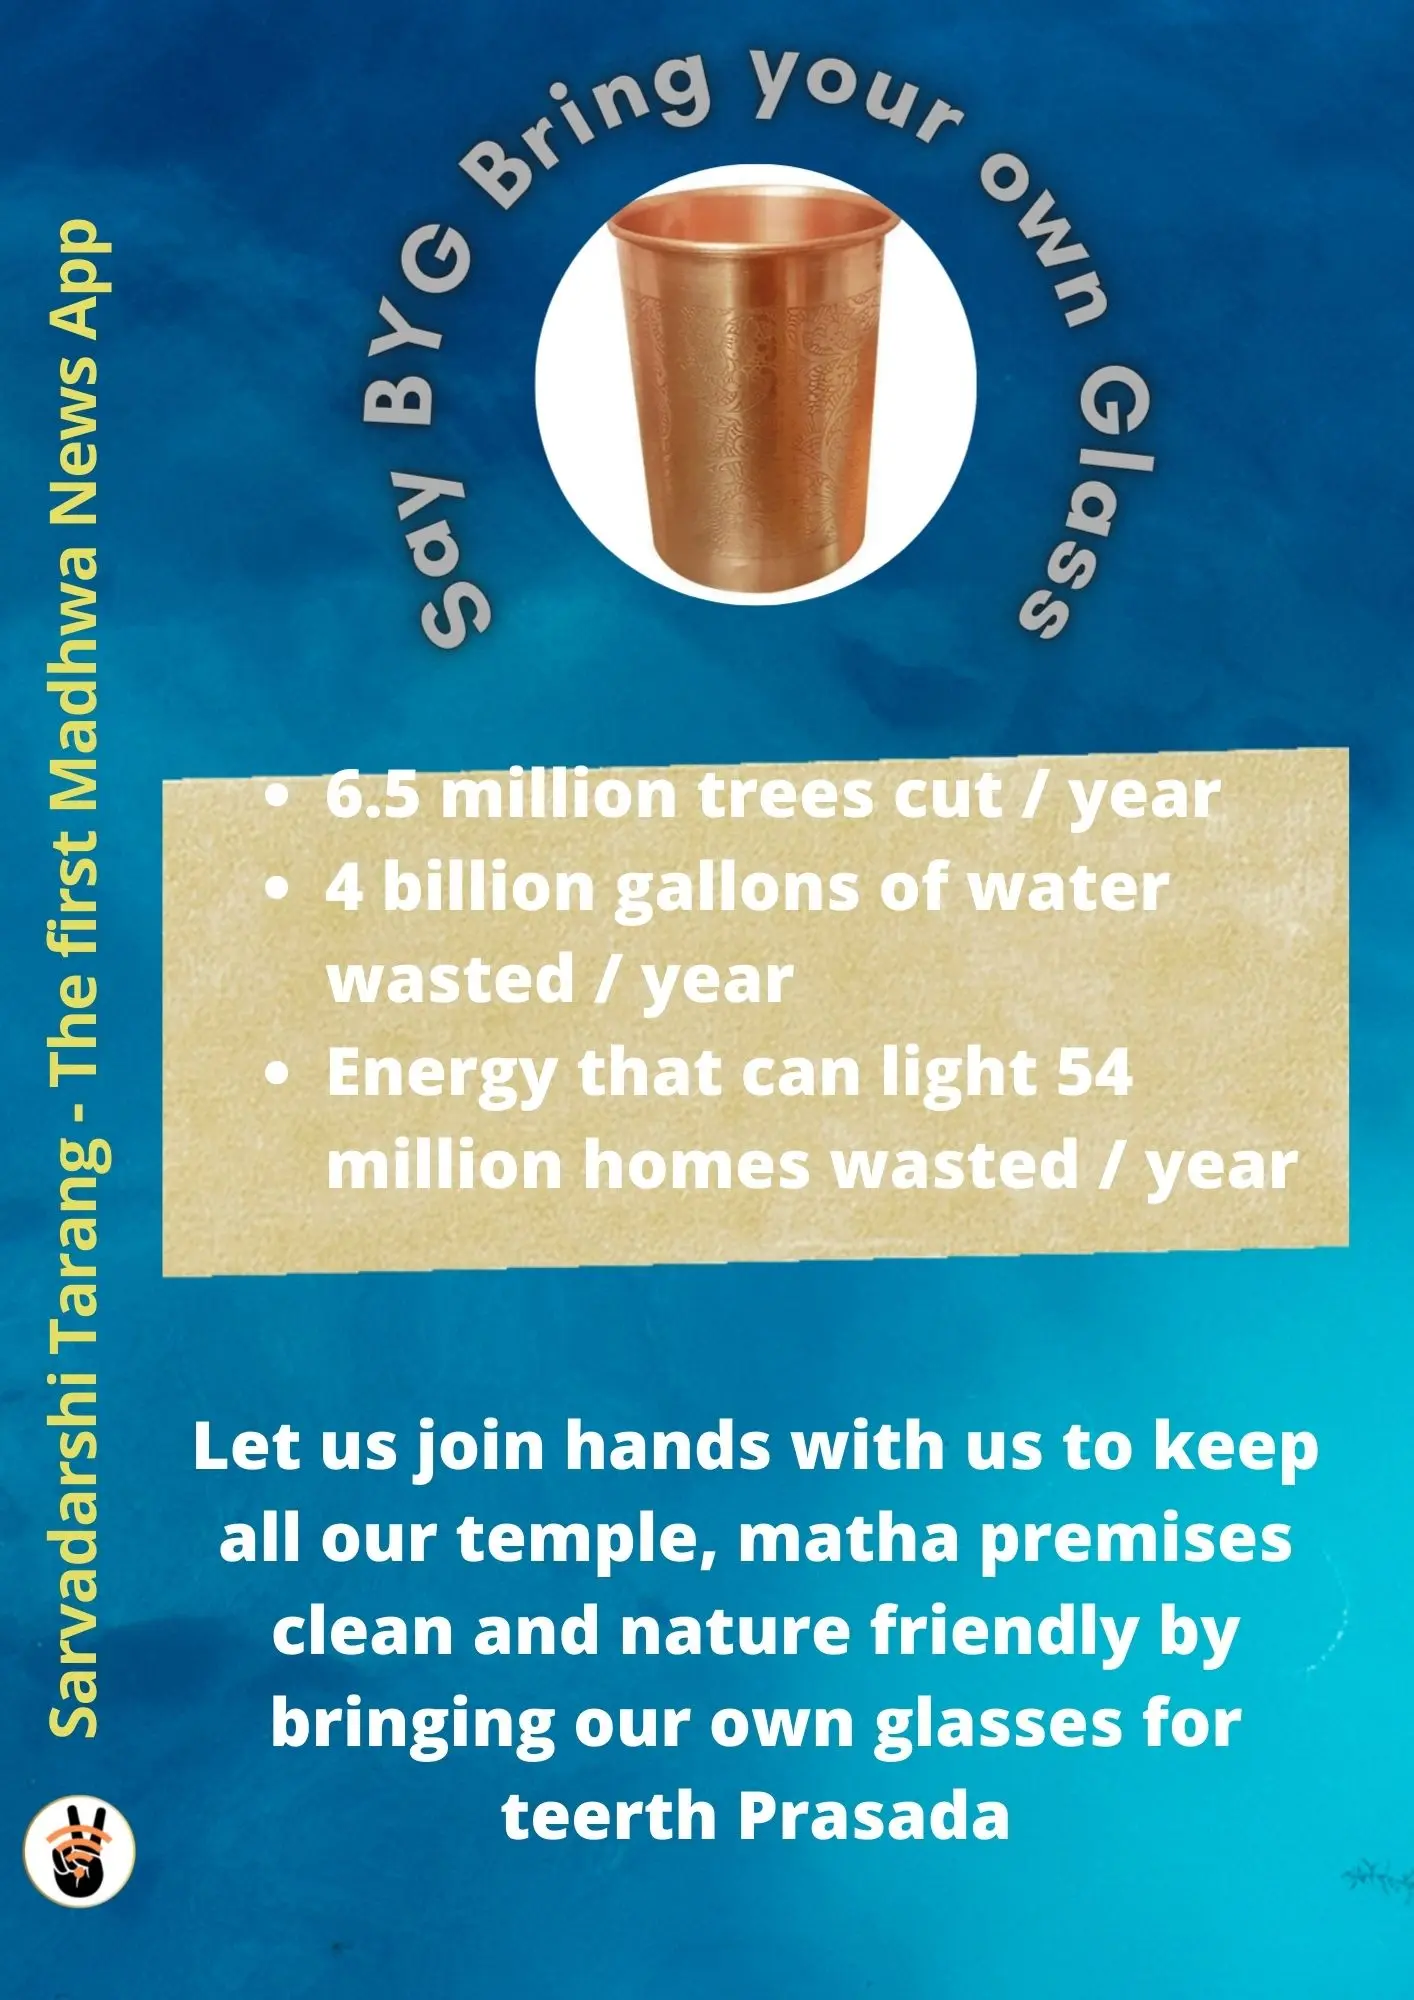 Say BYG Bring your own Glass
Sarvadarshi Tarang - The first Madhwa News App
• 6.5 million trees cut / year
• 4 billion gallons of water
wasted / year
• Energy that can light 54
million homes wasted / year
Let us join hands with us to keep
all our temple, matha premises
clean and nature friendly by
bringing our own glasses for
teerth Prasada